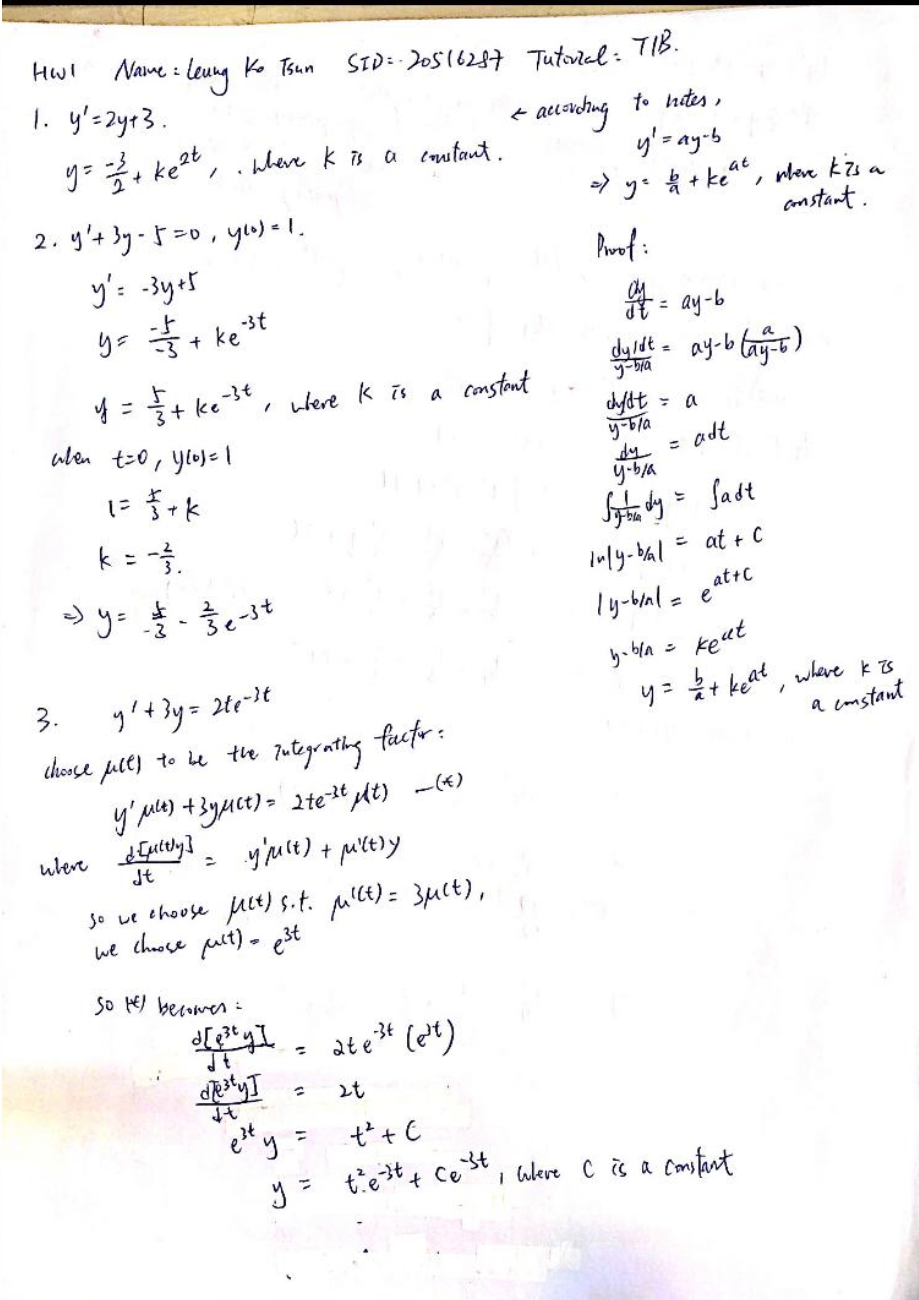 HW1 Name: Leung Ko Tsun SID: 20516287 Tutorial: T1B.
1. y'=2y+3.
y= -3/2 + ke^2t, where k is a constant.
2. y'+3y-5=0, y(0)=1.
y' = -3y+5
y= -5/-3 + ke^-3t
y = 5/3 + ke^-3t, where k is a constant
when t=0, y(0)=1
1= 5/3 + k
k = -2/3.
=> y= 5/-3 - 2/3 e^-3t
← according to notes,
y' = ay-b
=> y= b/a + ke^at, where k is a
constant.
Proof:
dy/dt = ay-b
dy/dt / y-b/a = ay-b (a/ay-b)
dy/dt / y-b/a = a
dy / y-b/a = adt
∫ 1/y-b/a dy = ∫adt
ln|y-b/a| = at + C
|y-b/a| = e^at+C
y-b/a = ke^at
y = b/a + ke^at, where k is
a constant
3. y'+3y = 2te^-3t
choose μ(t) to be the integrating factor:
y'μ(t) + 3yμ(t) = 2te^-3t μ(t) —(*)
where d[μ(t)y]/dt = y'μ(t) + μ'(t)y
so we choose μ(t) s.t. μ'(t) = 3μ(t),
we choose μ(t) = e^3t
so (*) becomes:
d[e^3t y]/dt = 2te^-3t (e^3t)
d[e^3t y]/dt = 2t
e^3t y = t² + C
y = t².e^-3t + Ce^-3t, where C is a constant